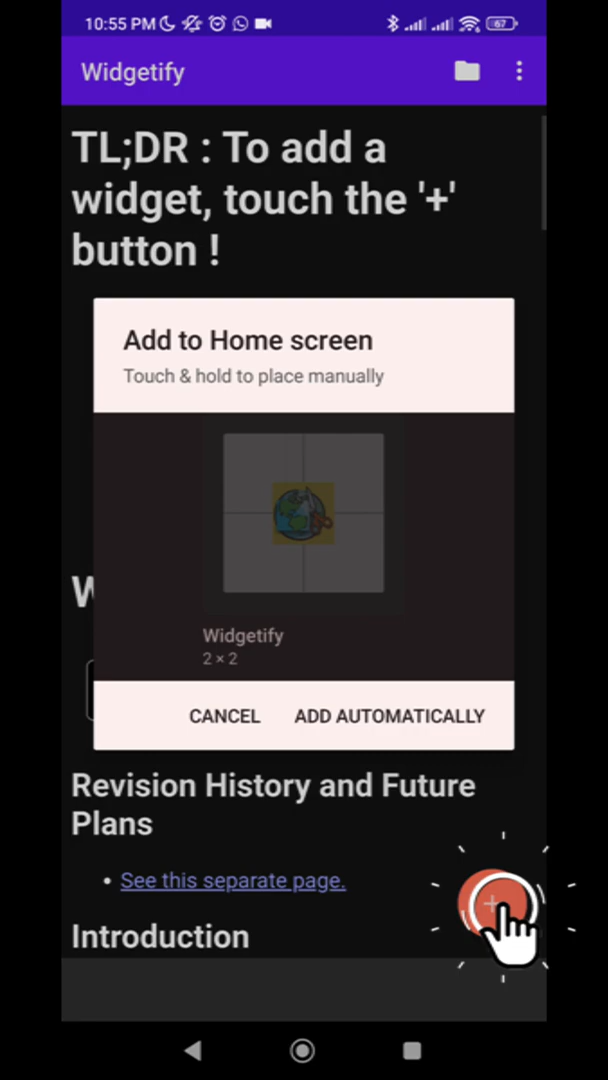 10:55 PM
67
Widgetify
TL;DR : To add a
widget, touch the '+'
button !
Add to Home screen
Touch & hold to place manually
Widgetify
2 × 2
W
CANCEL
ADD AUTOMATICALLY
Revision History and Future
Plans
• See this separate page.
+
Introduction